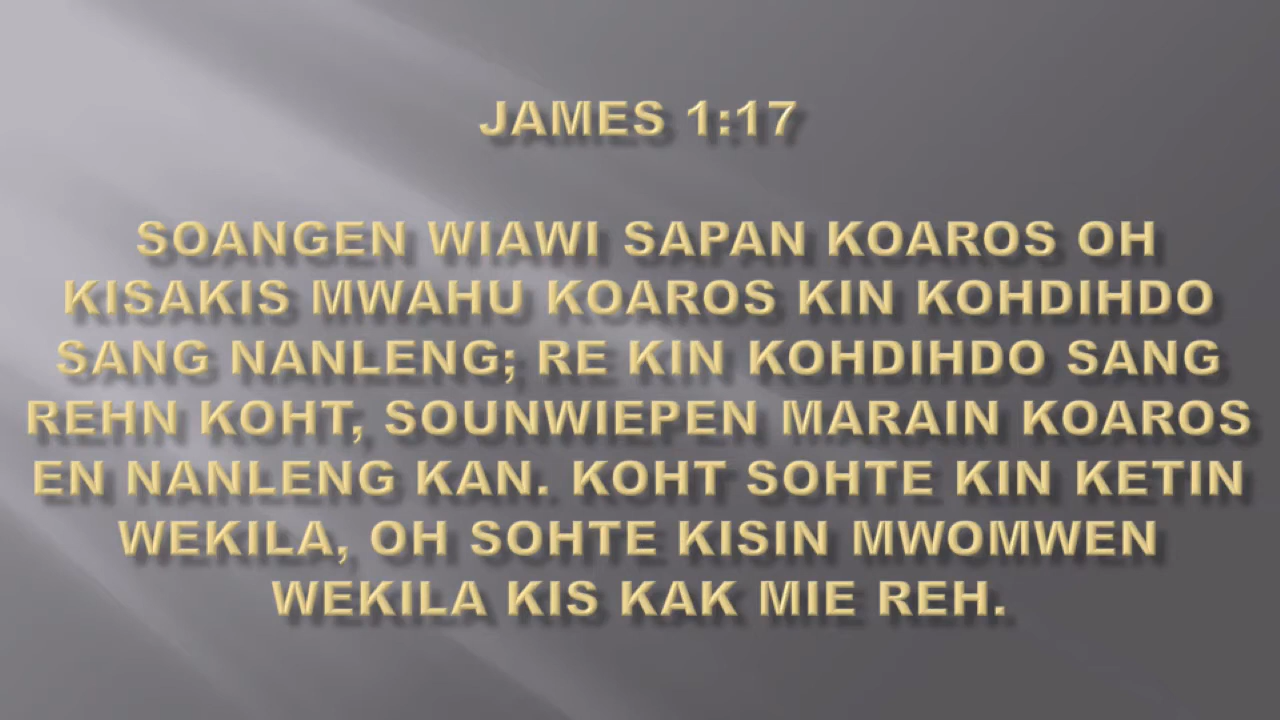 JAMES 1:17
SOANGEN WIAWI SAPAN KOAROS OH
KISAKIS MWAHU KOAROS KIN KOHDIHDO
SANG NANLENG; RE KIN KOHDIHDO SANG
REHN KOHT, SOUNWIEPEN MARAIN KOAROS
EN NANLENG KAN. KOHT SOHTE KIN KETIN
WEKILA, OH SOHTE KISIN MWOMWEN
WEKILA KIS KAK MIE REH.